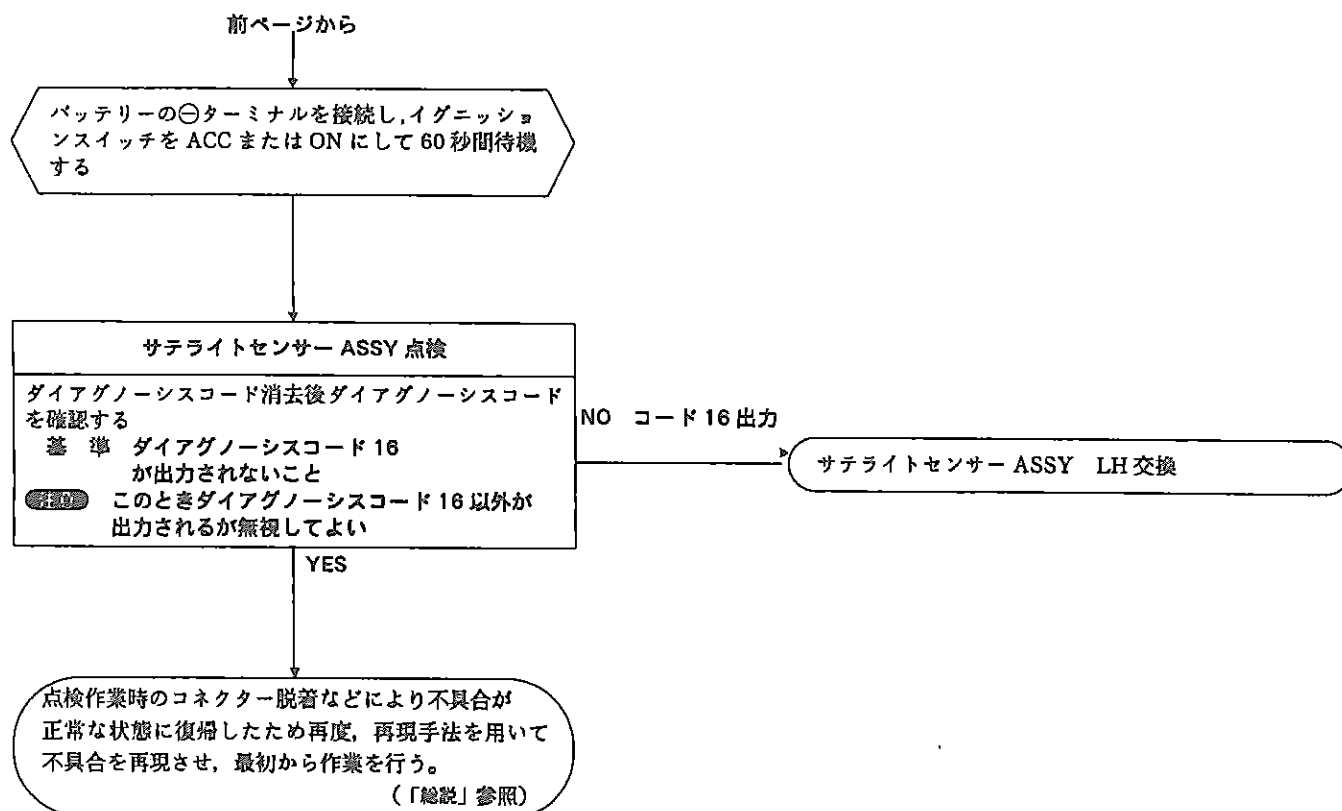 前ページから
バッテリーの⊖ターミナルを接続し,イグニッショ
ンスイッチを ACC または ON にして 60 秒間待機
する
サテライトセンサー ASSY 点検
ダイアグノーシスコード消去後ダイアグノーシスコード
を確認する
基 準 ダイアグノーシスコード 16
が出力されないこと
注意 このときダイアグノーシスコード 16 以外が
出力されるが無視してよい
NO コード 16 出力
サテライトセンサー ASSY LH 交換
YES
点検作業時のコネクター脱着などにより不具合が
正常な状態に復帰したため再度，再現手法を用いて
不具合を再現させ，最初から作業を行う。
（「総説」参照）